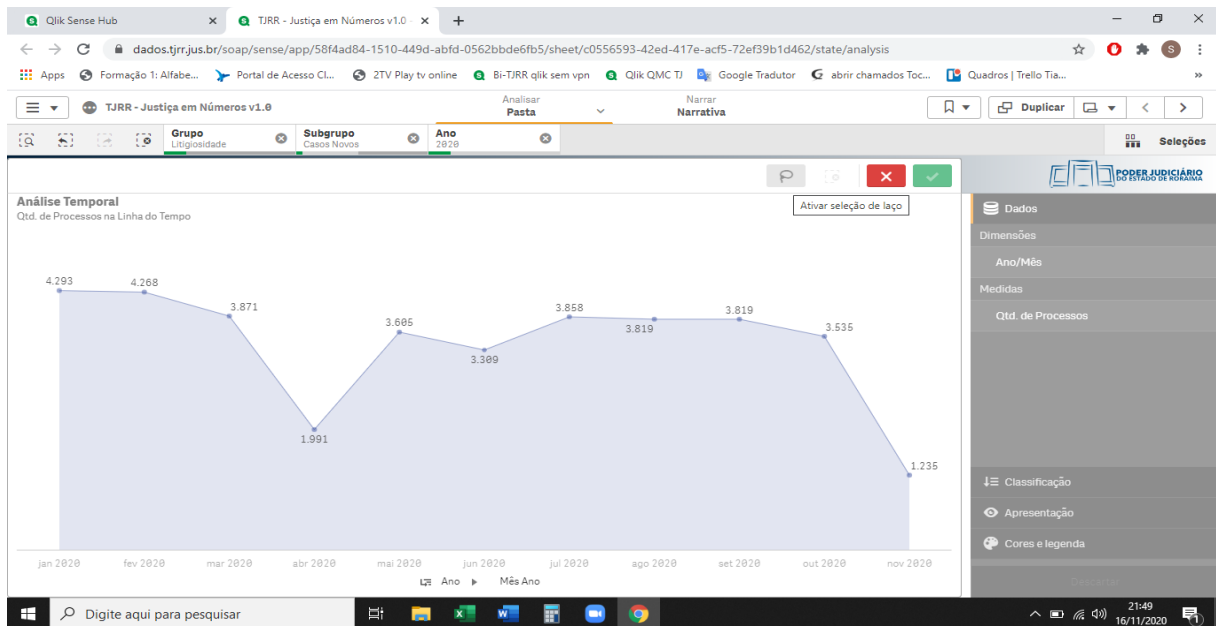 Qlik Sense Hub
TJRR - Justiça em Números v1.0 -
dados.tjrr.jus.br/soap/sense/app/58f4ad84-1510-449d-abfd-0562bbde6fb5/sheet/c0556593-42ed-417e-acf5-72ef39b1d462/state/analysis
S
Apps Formação 1: Alfabe... Portal de Acesso Cl... 2TV Play tv online Bi-TJRR qlik sem vpn Qlik QMC TJ Google Tradutor abrir chamados Toc... Quadros | Trello Tia... »
TJRR - Justiça em Números v1.0
Analisar
Pasta
Narrar
Narrativa
Duplicar
Grupo
Litigiosidade
Subgrupo
Casos Novos
Ano
2020
Seleções
PODER JUDICIÁRIO
DO ESTADO DE RORAIMA
Ativar seleção de laço
Análise Temporal
Qtd. de Processos na Linha do Tempo
4.293
4.268
3.871
1.991
3.605
3.309
3.858
3.819
3.819
3.535
1.235
jan 2020 fev 2020 mar 2020 abr 2020 mai 2020 jun 2020 jul 2020 ago 2020 set 2020 out 2020 nov 2020
Ano Mês Ano
Dados
Dimensões
Ano/Mês
Medidas
Qtd. de Processos
Classificação
Apresentação
Cores e legenda
Descartar
Digite aqui para pesquisar
21:49
16/11/2020
1